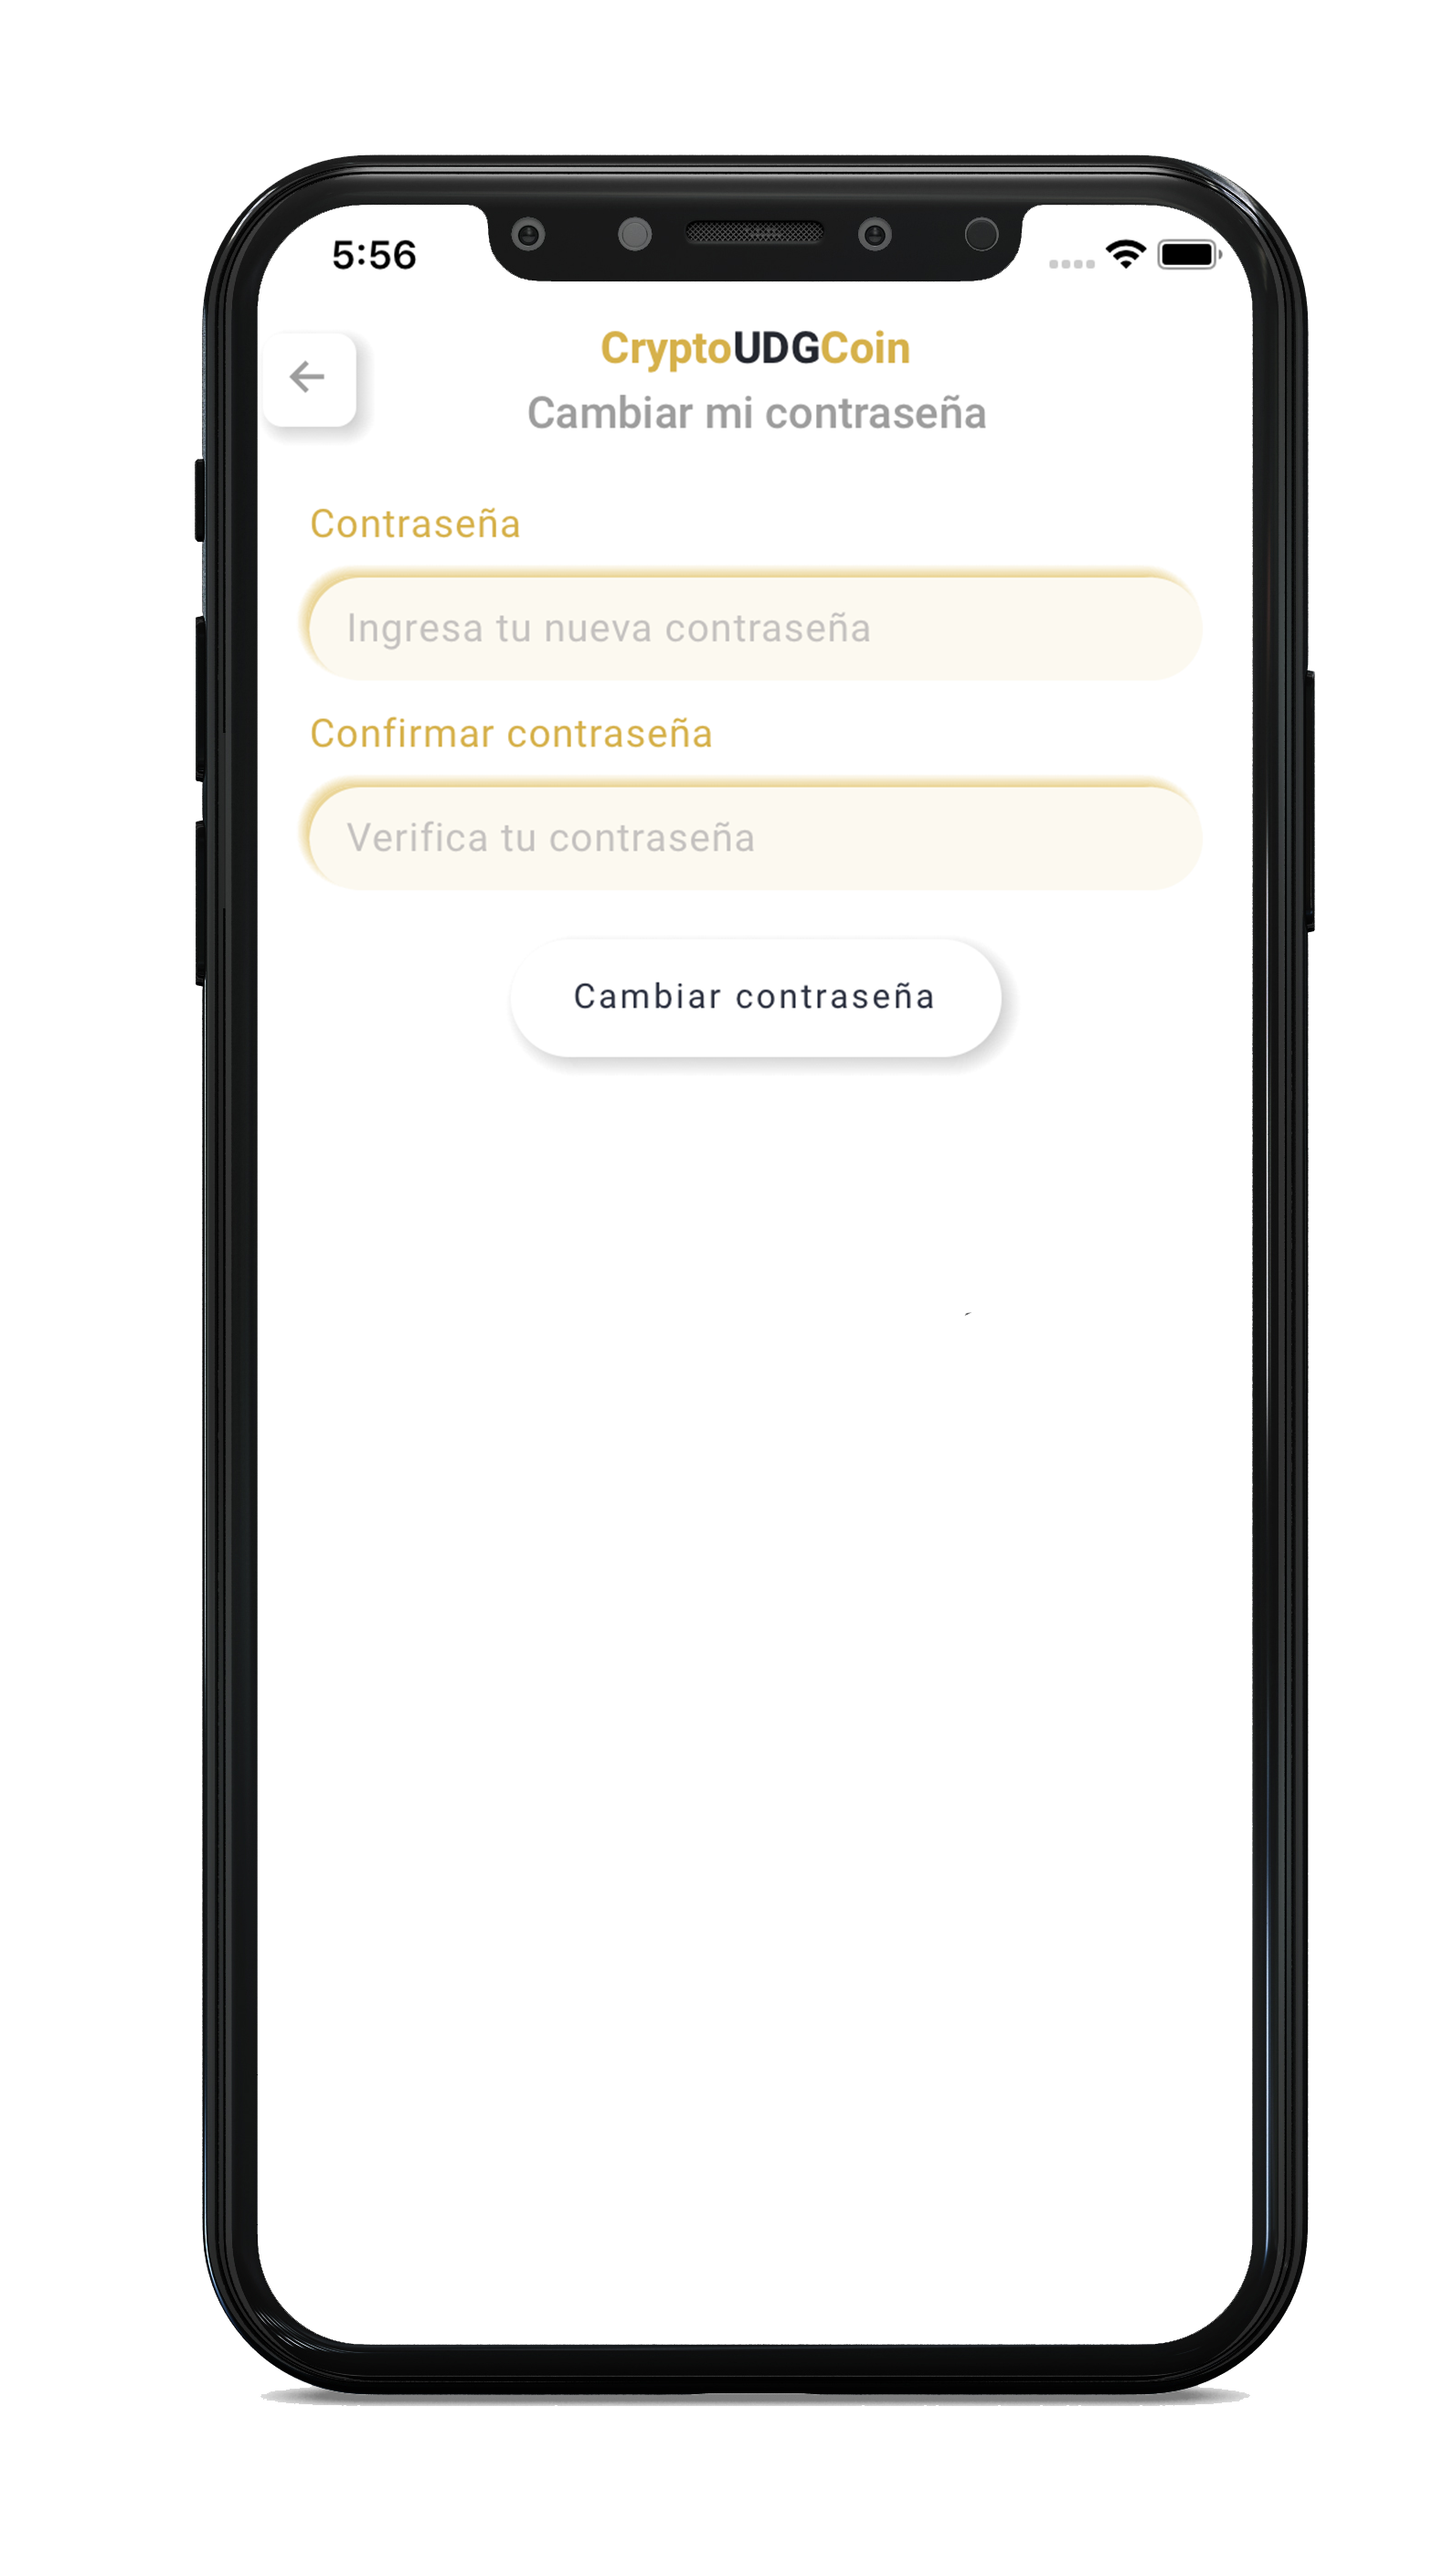 5:56
CryptoUDGCoin
Cambiar mi contraseña
Contraseña
Ingresa tu nueva contraseña
Confirmar contraseña
Verifica tu contraseña
Cambiar contraseña